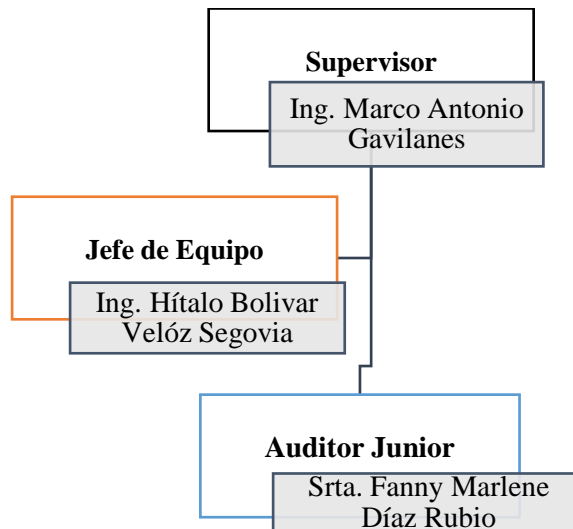 Supervisor
Ing. Marco Antonio
Gavilanes
Jefe de Equipo
Ing. Hítalo Bolivar
Velóz Segovia
Auditor Junior
Srta. Fanny Marlene
Díaz Rubio